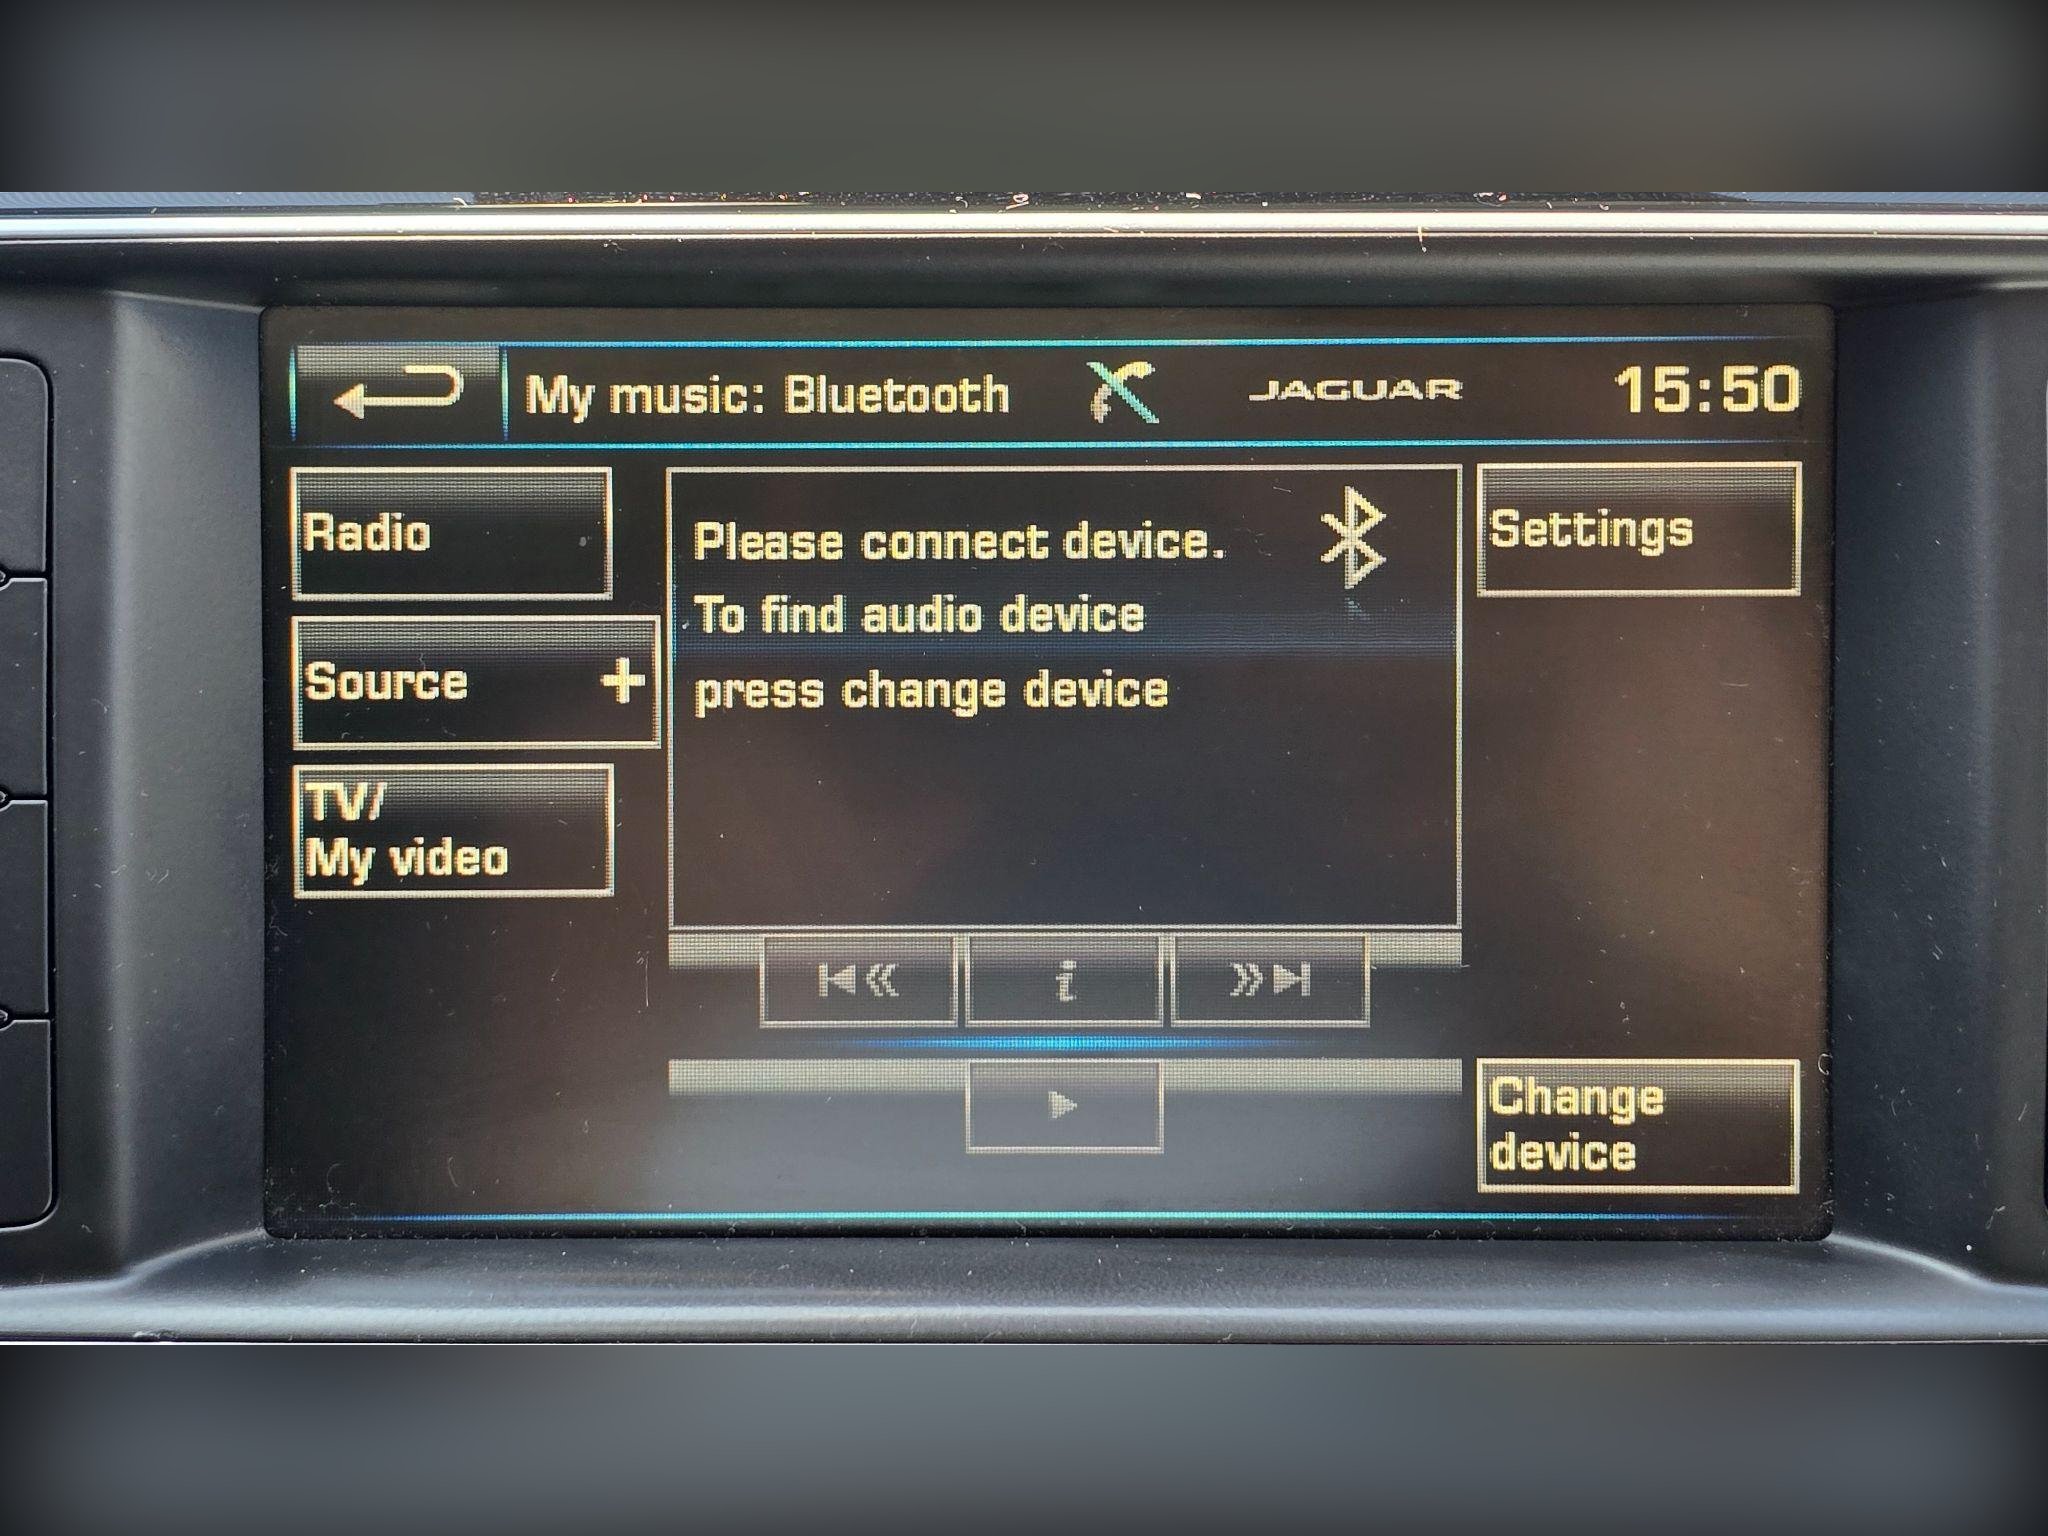 My music: Bluetooth JAGUAR 15:50
Radio
Source +
TV/
My video
Please connect device.
To find audio device
press change device
i
Settings
Change
device